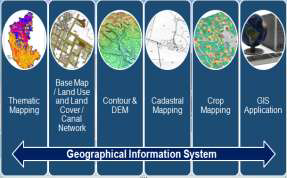 Thematic
Mapping
Base Map
/ Land Use
and Land
Cover /
Canal
Network
Contour &
DEM
Cadastral
Mapping
Crop
Mapping
GIS
Application
Geographical Information System